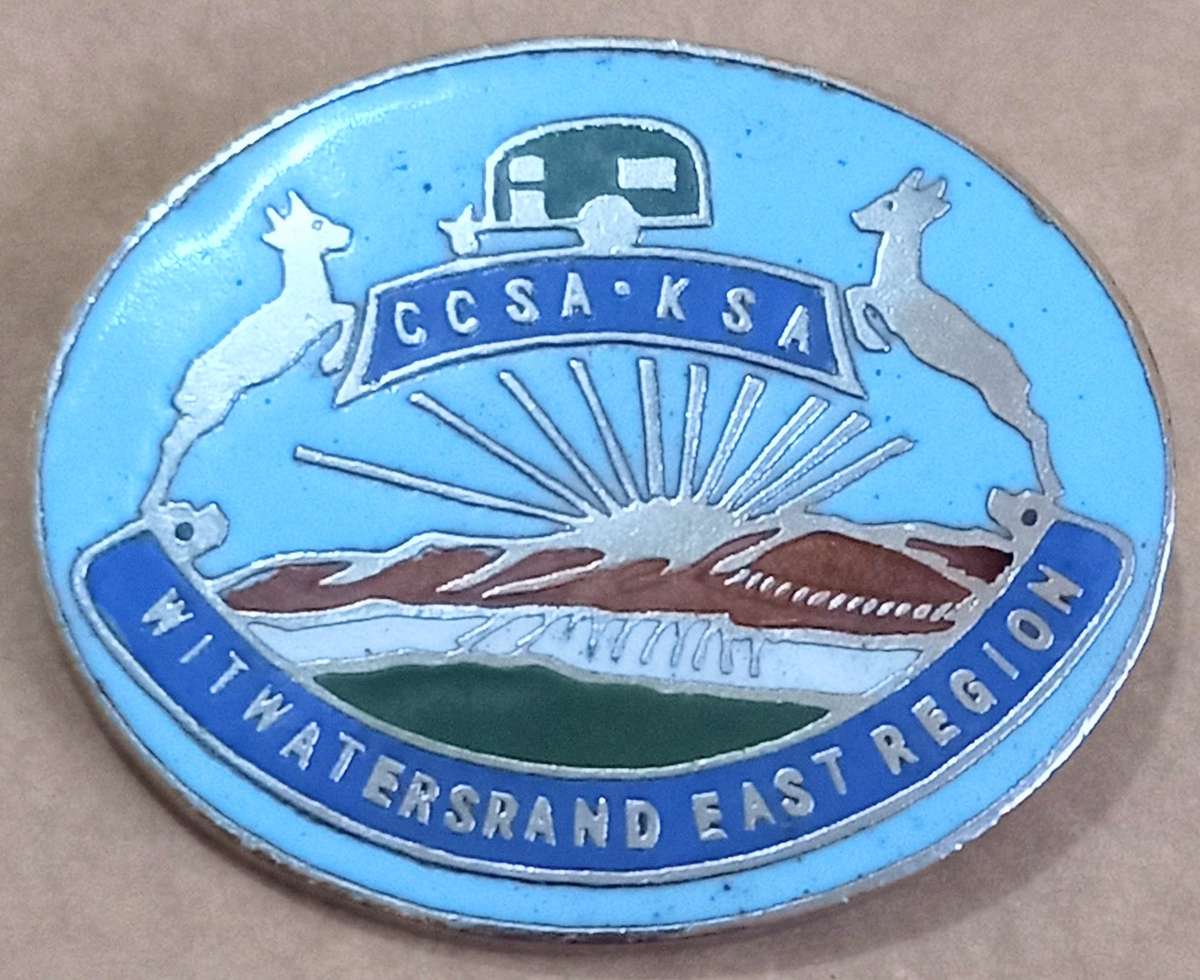 CCSA · KSA
WITWATERSRAND EAST REGION